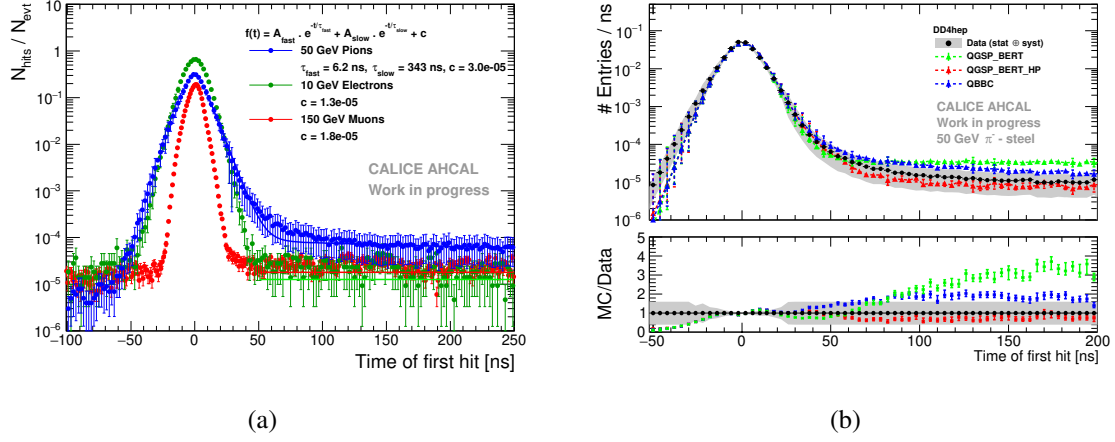 N_hits / N_evt
10
1
10⁻¹
10⁻²
10⁻³
10⁻⁴
10⁻⁵
10⁻⁶
f(t) = A_fast . e^{-t/τ_fast} + A_slow . e^{-t/τ_slow} + c
50 GeV Pions
τ_fast = 6.2 ns, τ_slow = 343 ns, c = 3.0e-05
10 GeV Electrons
c = 1.3e-05
150 GeV Muons
c = 1.8e-05
CALICE AHCAL
Work in progress
−100 −50 0 50 100 150 200 250
Time of first hit [ns]
(a)
# Entries / ns
1
10⁻¹
10⁻²
10⁻³
10⁻⁴
10⁻⁵
10⁻⁶
DD4hep
Data (stat ⊕ syst)
QGSP_BERT
QGSP_BERT_HP
QBBC
CALICE AHCAL
Work in progress
50 GeV π⁻ - steel
MC/Data
5
4
3
2
1
0
−50 0 50 100 150 200
Time of first hit [ns]
(b)